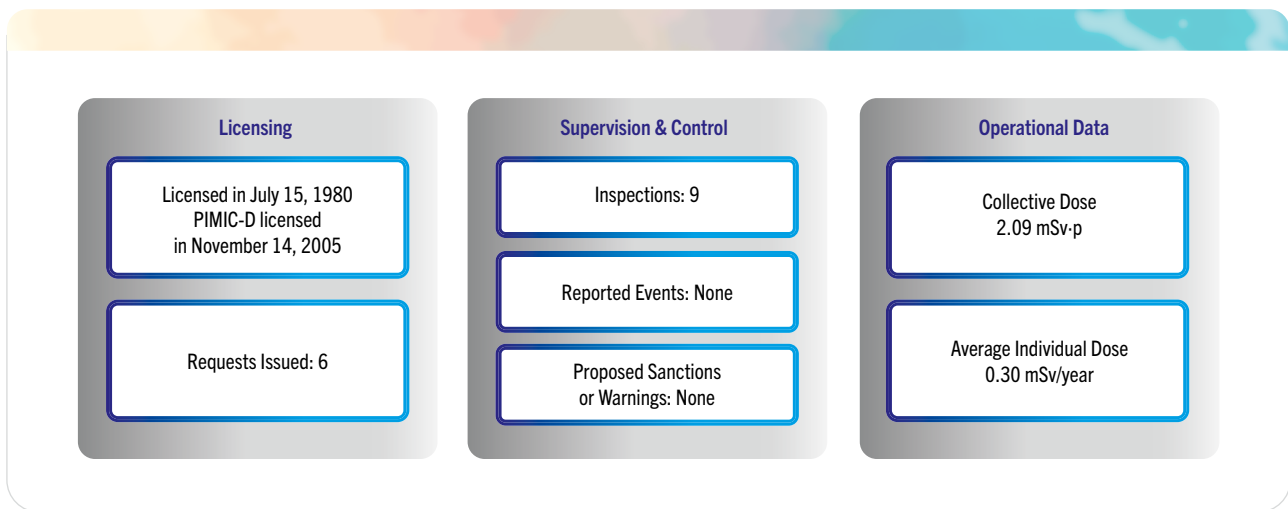 Licensing
Licensed in July 15, 1980
PIMIC-D licensed
in November 14, 2005
Requests Issued: 6
Supervision & Control
Inspections: 9
Reported Events: None
Proposed Sanctions
or Warnings: None
Operational Data
Collective Dose
2.09 mSv·p
Average Individual Dose
0.30 mSv/year